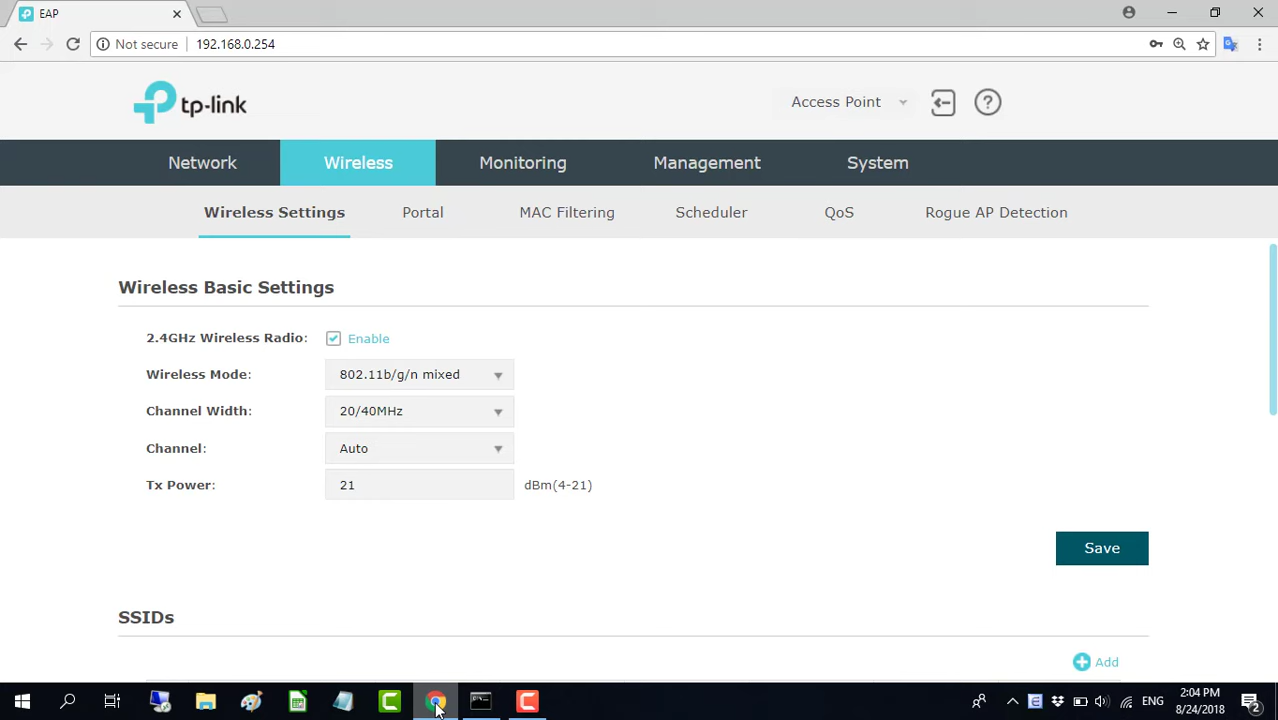 EAP
Not secure 192.168.0.254
tp-link
Access Point
Network Wireless Monitoring Management System
Wireless Settings Portal MAC Filtering Scheduler QoS Rogue AP Detection
Wireless Basic Settings
2.4GHz Wireless Radio: Enable
Wireless Mode: 802.11b/g/n mixed
Channel Width: 20/40MHz
Channel: Auto
Tx Power: 21 dBm(4-21)
Save
SSIDs
Add
ENG
2:04 PM
8/24/2018
2